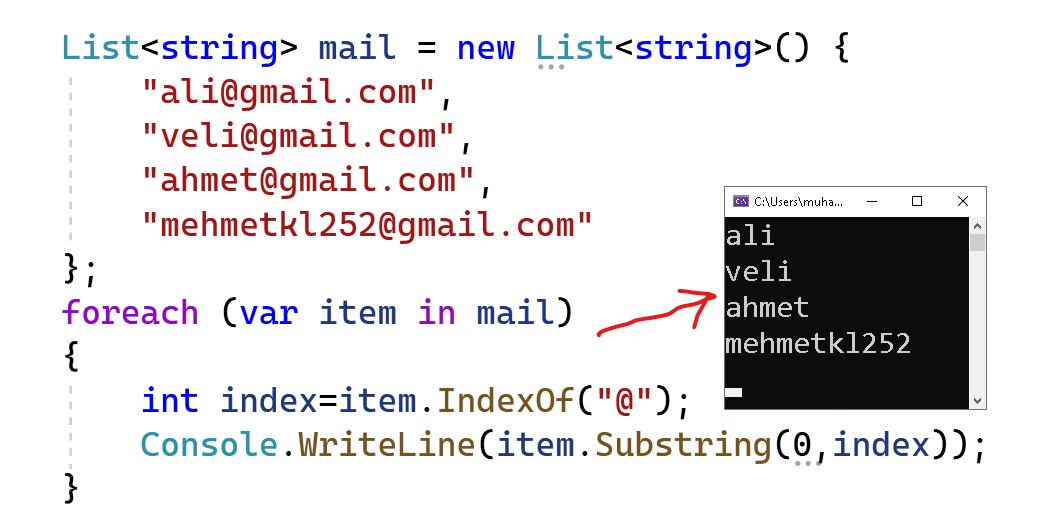 List<string> mail = new List<string>() {
    "ali@gmail.com",
    "veli@gmail.com",
    "ahmet@gmail.com",
    "mehmetkl252@gmail.com"
};
foreach (var item in mail)
{
    int index=item.IndexOf("@");
    Console.WriteLine(item.Substring(0,index));
}
C:\Users\muha...
ali
veli
ahmet
mehmetkl252